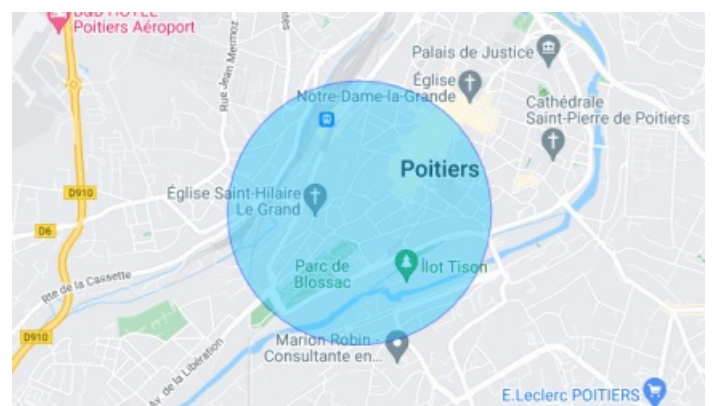 B&B HOTEL
Poitiers Aéroport
Rue Jean Mermoz
Palais de Justice
Église
Notre-Dame-la-Grande
Cathédrale
Saint-Pierre de Poitiers
Poitiers
D910
Église Saint-Hilaire
Le Grand
D6
Parc de
Blossac
Îlot Tison
Rte de la Cassette
D910
Marion Robin -
Consultante en...
Av. de la Libération
E.Leclerc POITIERS